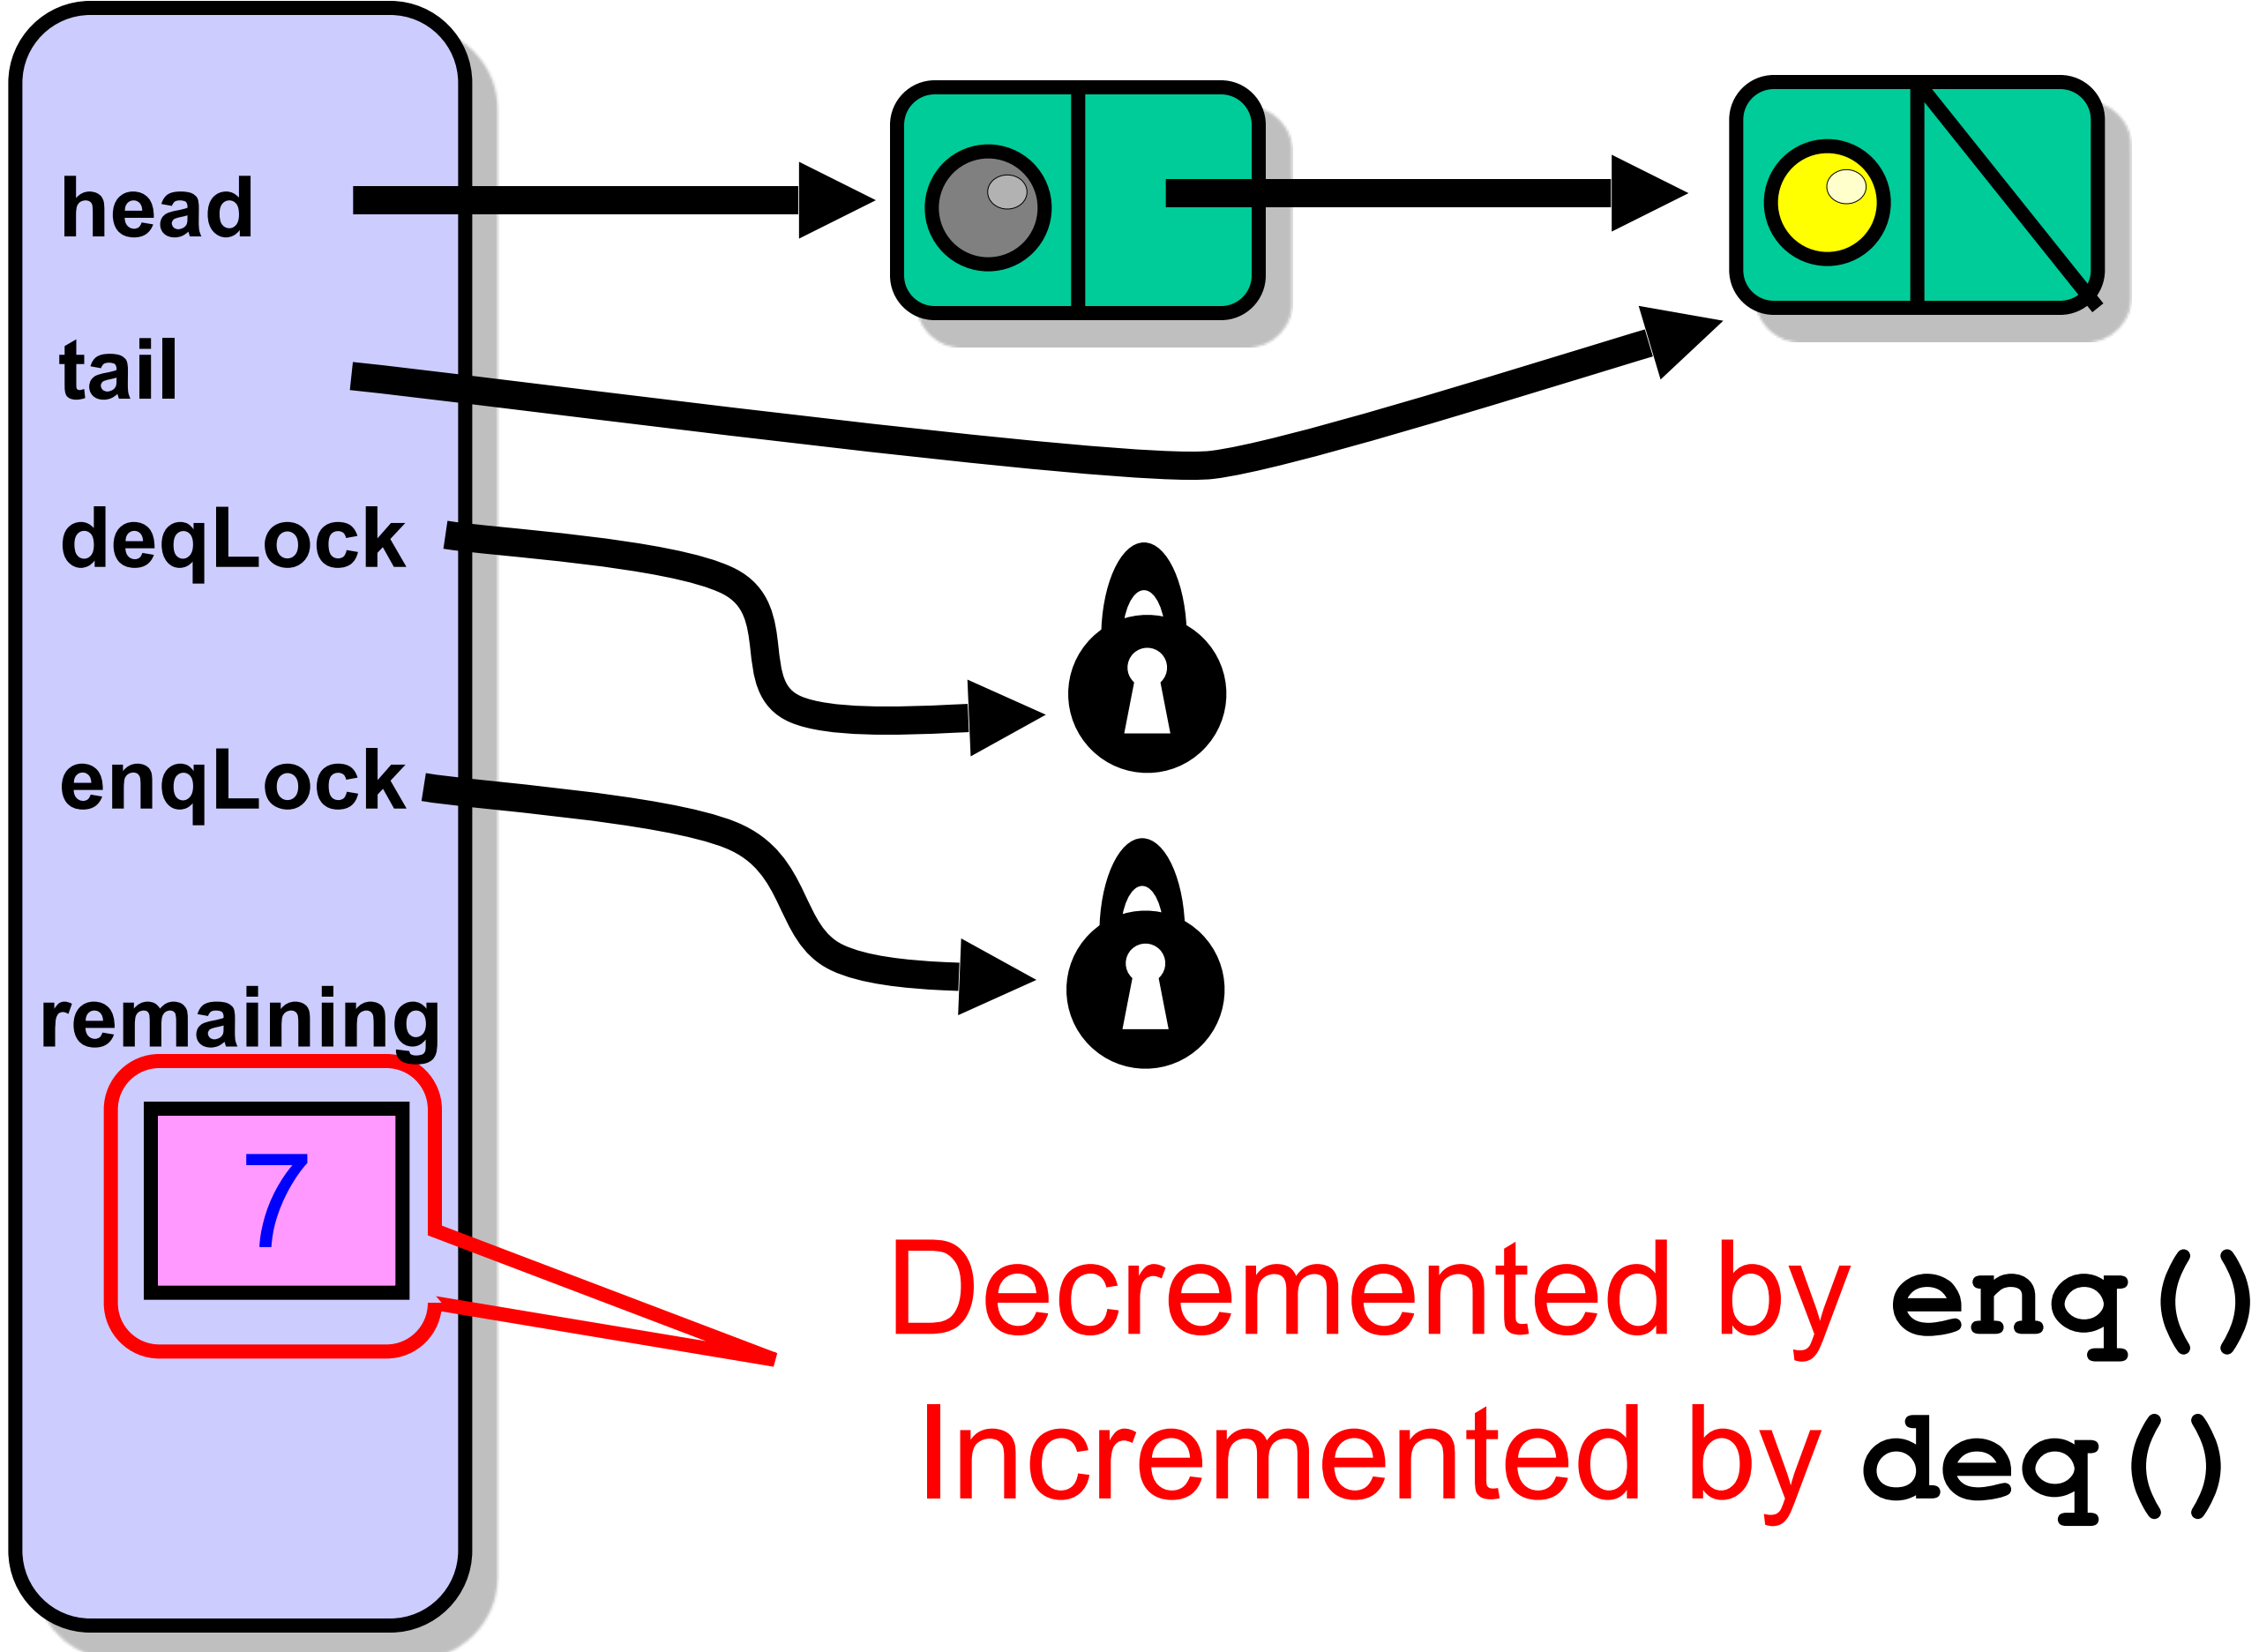 head
tail
deqLock
enqLock
remaining
7
Decremented by enq()
Incremented by deq()